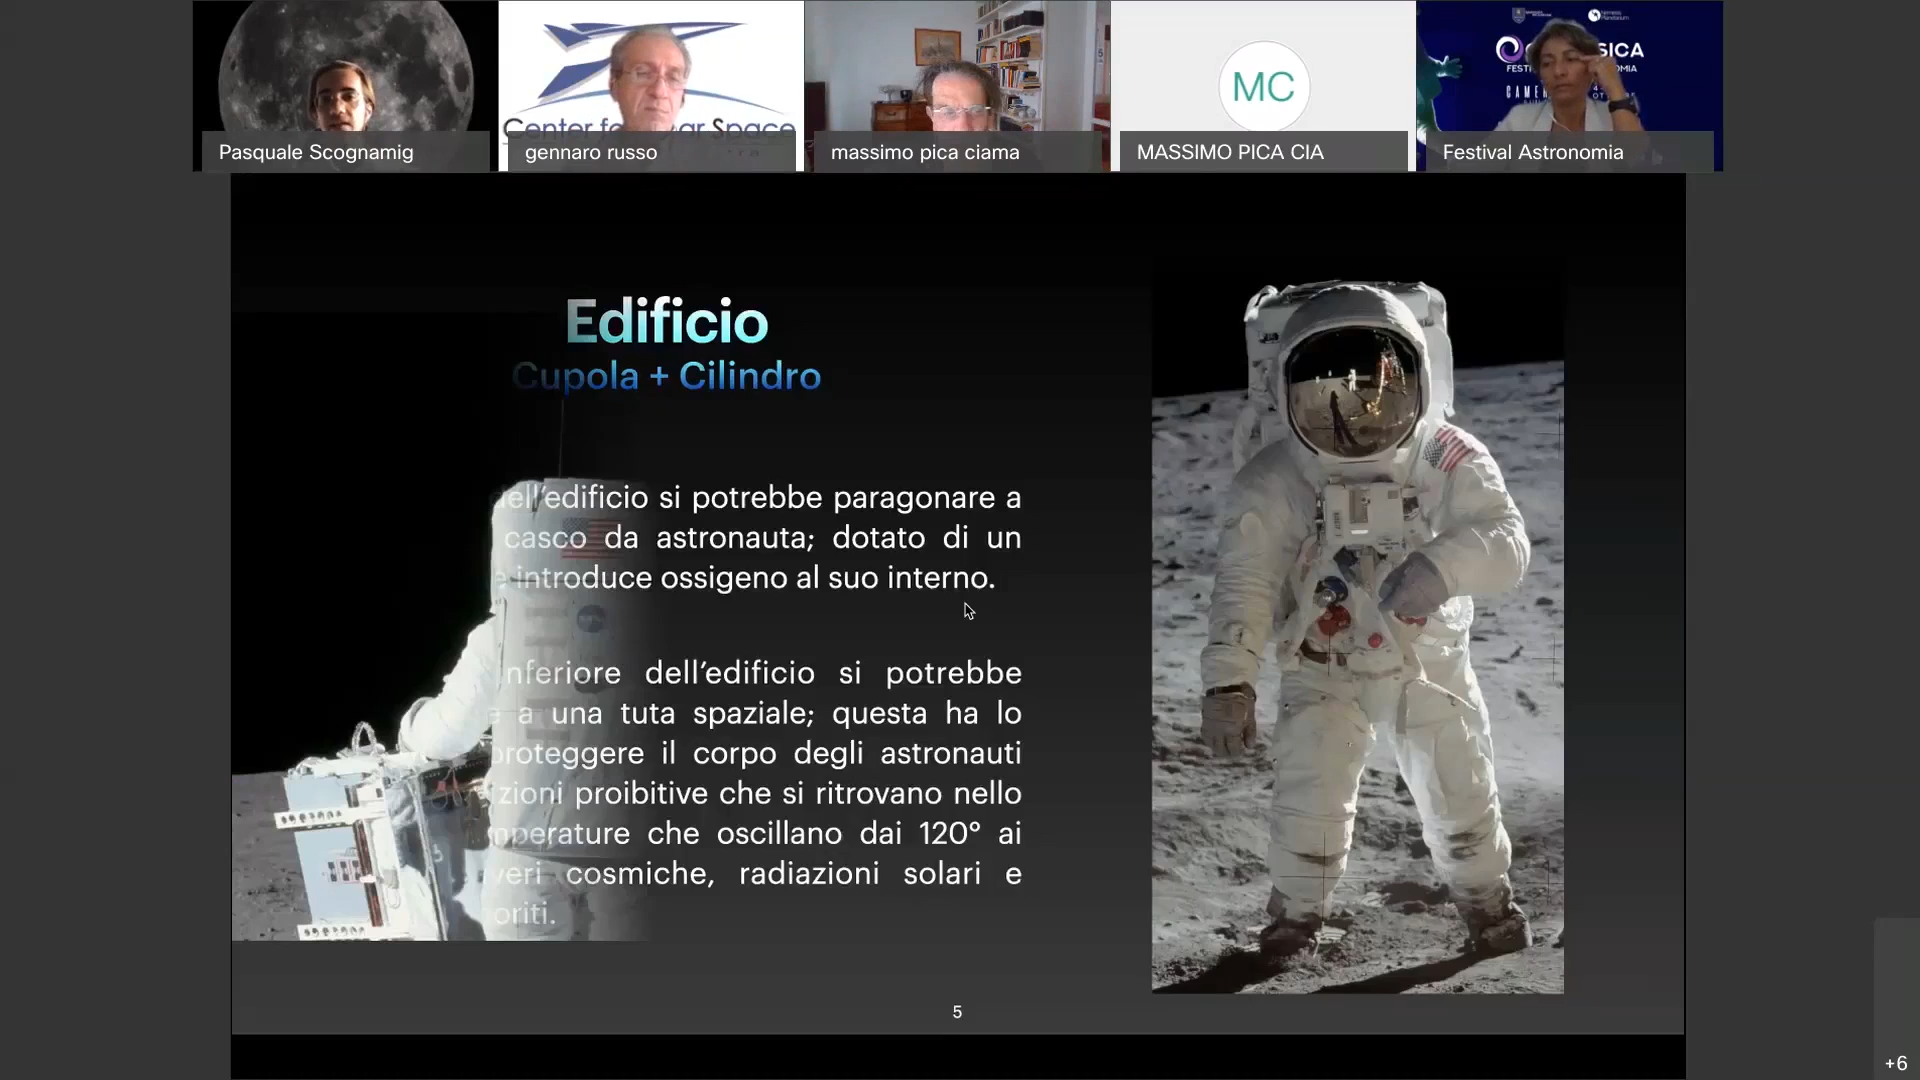 Pasquale Scognamig
gennaro russo
massimo pica ciama
MC
MASSIMO PICA CIA
Festival Astronomia
Edificio
Cupola + Cilindro
ell’edificio si potrebbe paragonare a
casco da astronauta; dotato di un
e introduce ossigeno al suo interno.
nferiore dell’edificio si potrebbe
e a una tuta spaziale; questa ha lo
proteggere il corpo degli astronauti
zioni proibitive che si ritrovano nello
mperature che oscillano dai 120° ai
veri cosmiche, radiazioni solari e
oriti.
5
+6